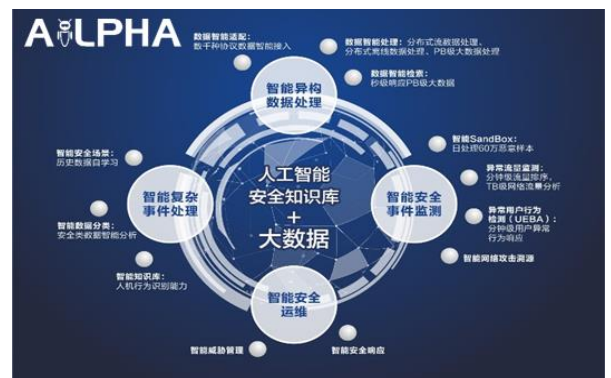 AiLPHA
数据智能适配:
数千种协议数据智能接入
数据智能处理:分布式流数据处理、
分布式离线数据处理、PB级大数据处理
数据智能检索:
秒级响应PB级大数据
智能异构
数据处理
智能安全场景:
历史数据自学习
智能数据分类:
安全类数据智能分析
智能知识库:
人机行为识别能力
智能复杂
事件处理
人工智能
安全知识库
+
大数据
智能安全
事件监测
智能SandBox:
日处理60万恶意样本
异常流量监测:
分钟级流量排序,
TB级网络流量分析
异常用户行为
检测(UEBA):
分钟级用户异常
行为响应
智能网络攻击溯源
智能安全
运维
智能威胁管理
智能安全响应